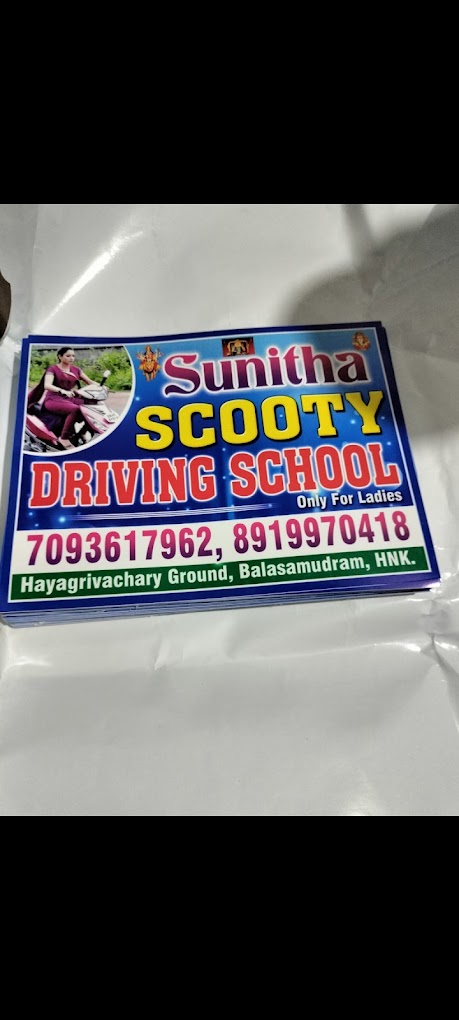 Sunitha
SCOOTY
DRIVING SCHOOL
Only For Ladies
7093617962, 8919970418
Hayagrivachary Ground, Balasamudram, HNK.